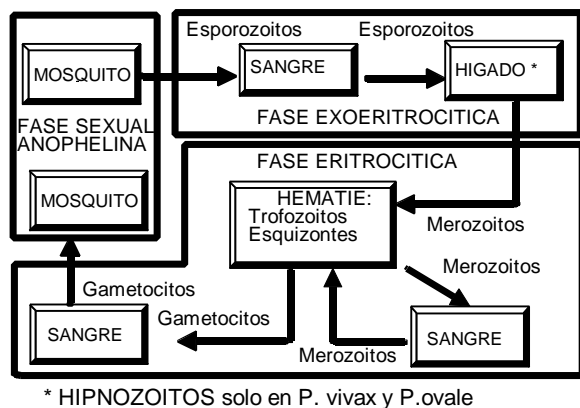 Esporozoitos
Esporozoitos
MOSQUITO
SANGRE
HIGADO *
FASE SEXUAL
ANOPHELINA
FASE EXOERITROCITICA
FASE ERITROCITICA
MOSQUITO
HEMATIE:
Trofozoitos
Esquizontes
Merozoitos
Merozoitos
Gametocitos
Gametocitos
SANGRE
Merozoitos
SANGRE
* HIPNOZOITOS solo en P. vivax y P.ovale